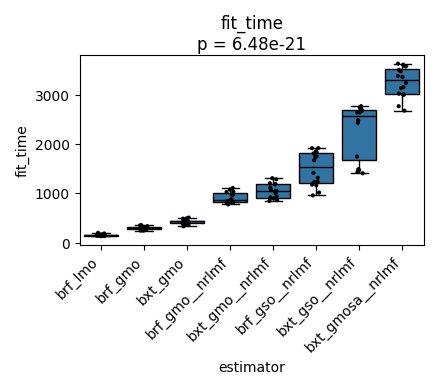 fit_time
p = 6.48e-21
fit_time
3000
2000
1000
0
brf_lmo
brf_gmo
bxt_gmo
brf_gmo__nrlmf
bxt_gmo__nrlmf
brf_gso__nrlmf
bxt_gso__nrlmf
bxt_gmosa__nrlmf
estimator